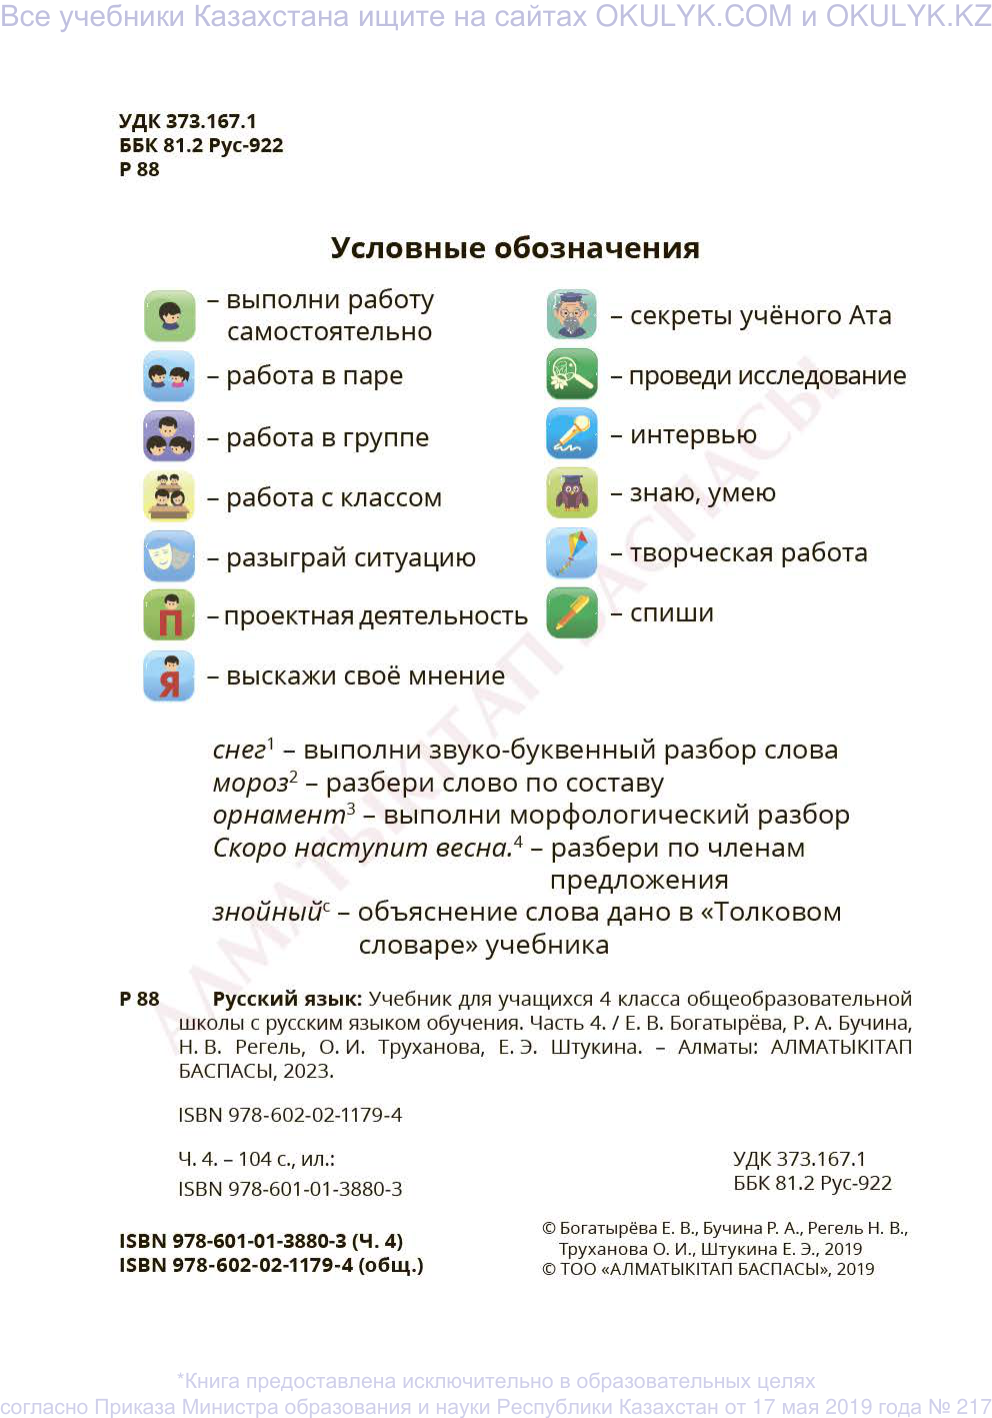 Все учебники Казахстана ищите на сайтах OKULYK.COM и OKULYK.KZ
УДК 373.167.1
ББК 81.2 Рус-922
Р 88
Условные обозначения
– выполни работу
самостоятельно
– работа в паре
– работа в группе
– работа с классом
– разыграй ситуацию
П
– проектная деятельность
Я
– выскажи своё мнение
– секреты учёного Ата
– проведи исследование
– интервью
– знаю, умею
– творческая работа
– спиши
снег¹ – выполни звуко-буквенный разбор слова
мороз² – разбери слово по составу
орнамент³ – выполни морфологический разбор
Скоро наступит весна.⁴ – разбери по членам
предложения
знойныйᶜ – объяснение слова дано в «Толковом
словаре» учебника
АЛМАТЫКІТАП БАСПАСЫ
Р 88 Русский язык: Учебник для учащихся 4 класса общеобразовательной
школы с русским языком обучения. Часть 4. / Е. В. Богатырёва, Р. А. Бучина,
Н. В. Регель, О. И. Труханова, Е. Э. Штукина. – Алматы: АЛМАТЫКІТАП
БАСПАСЫ, 2023.
ISBN 978-602-02-1179-4
Ч. 4. – 104 с., ил.:
ISBN 978-601-01-3880-3
УДК 373.167.1
ББК 81.2 Рус-922
ISBN 978-601-01-3880-3 (Ч. 4)
ISBN 978-602-02-1179-4 (общ.)
© Богатырёва Е. В., Бучина Р. А., Регель Н. В.,
Труханова О. И., Штукина Е. Э., 2019
© ТОО «АЛМАТЫКІТАП БАСПАСЫ», 2019
*Книга предоставлена исключительно в образовательных целях
согласно Приказа Министра образования и науки Республики Казахстан от 17 мая 2019 года № 217